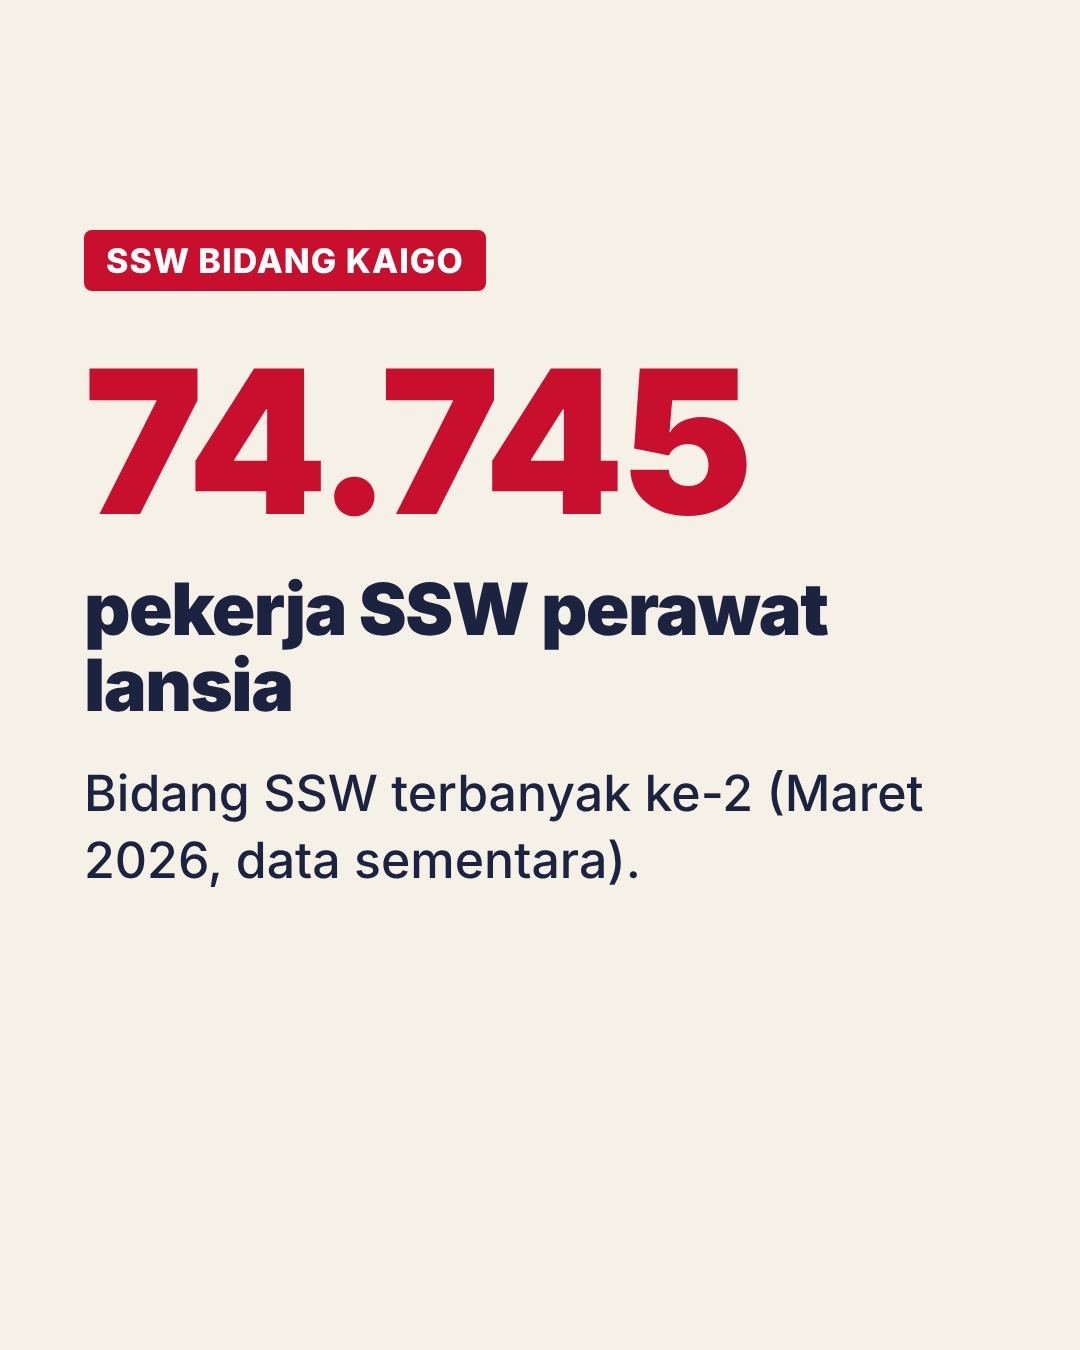 SSW BIDANG KAIGO
74.745
pekerja SSW perawat
lansia
Bidang SSW terbanyak ke-2 (Maret
2026, data sementara).